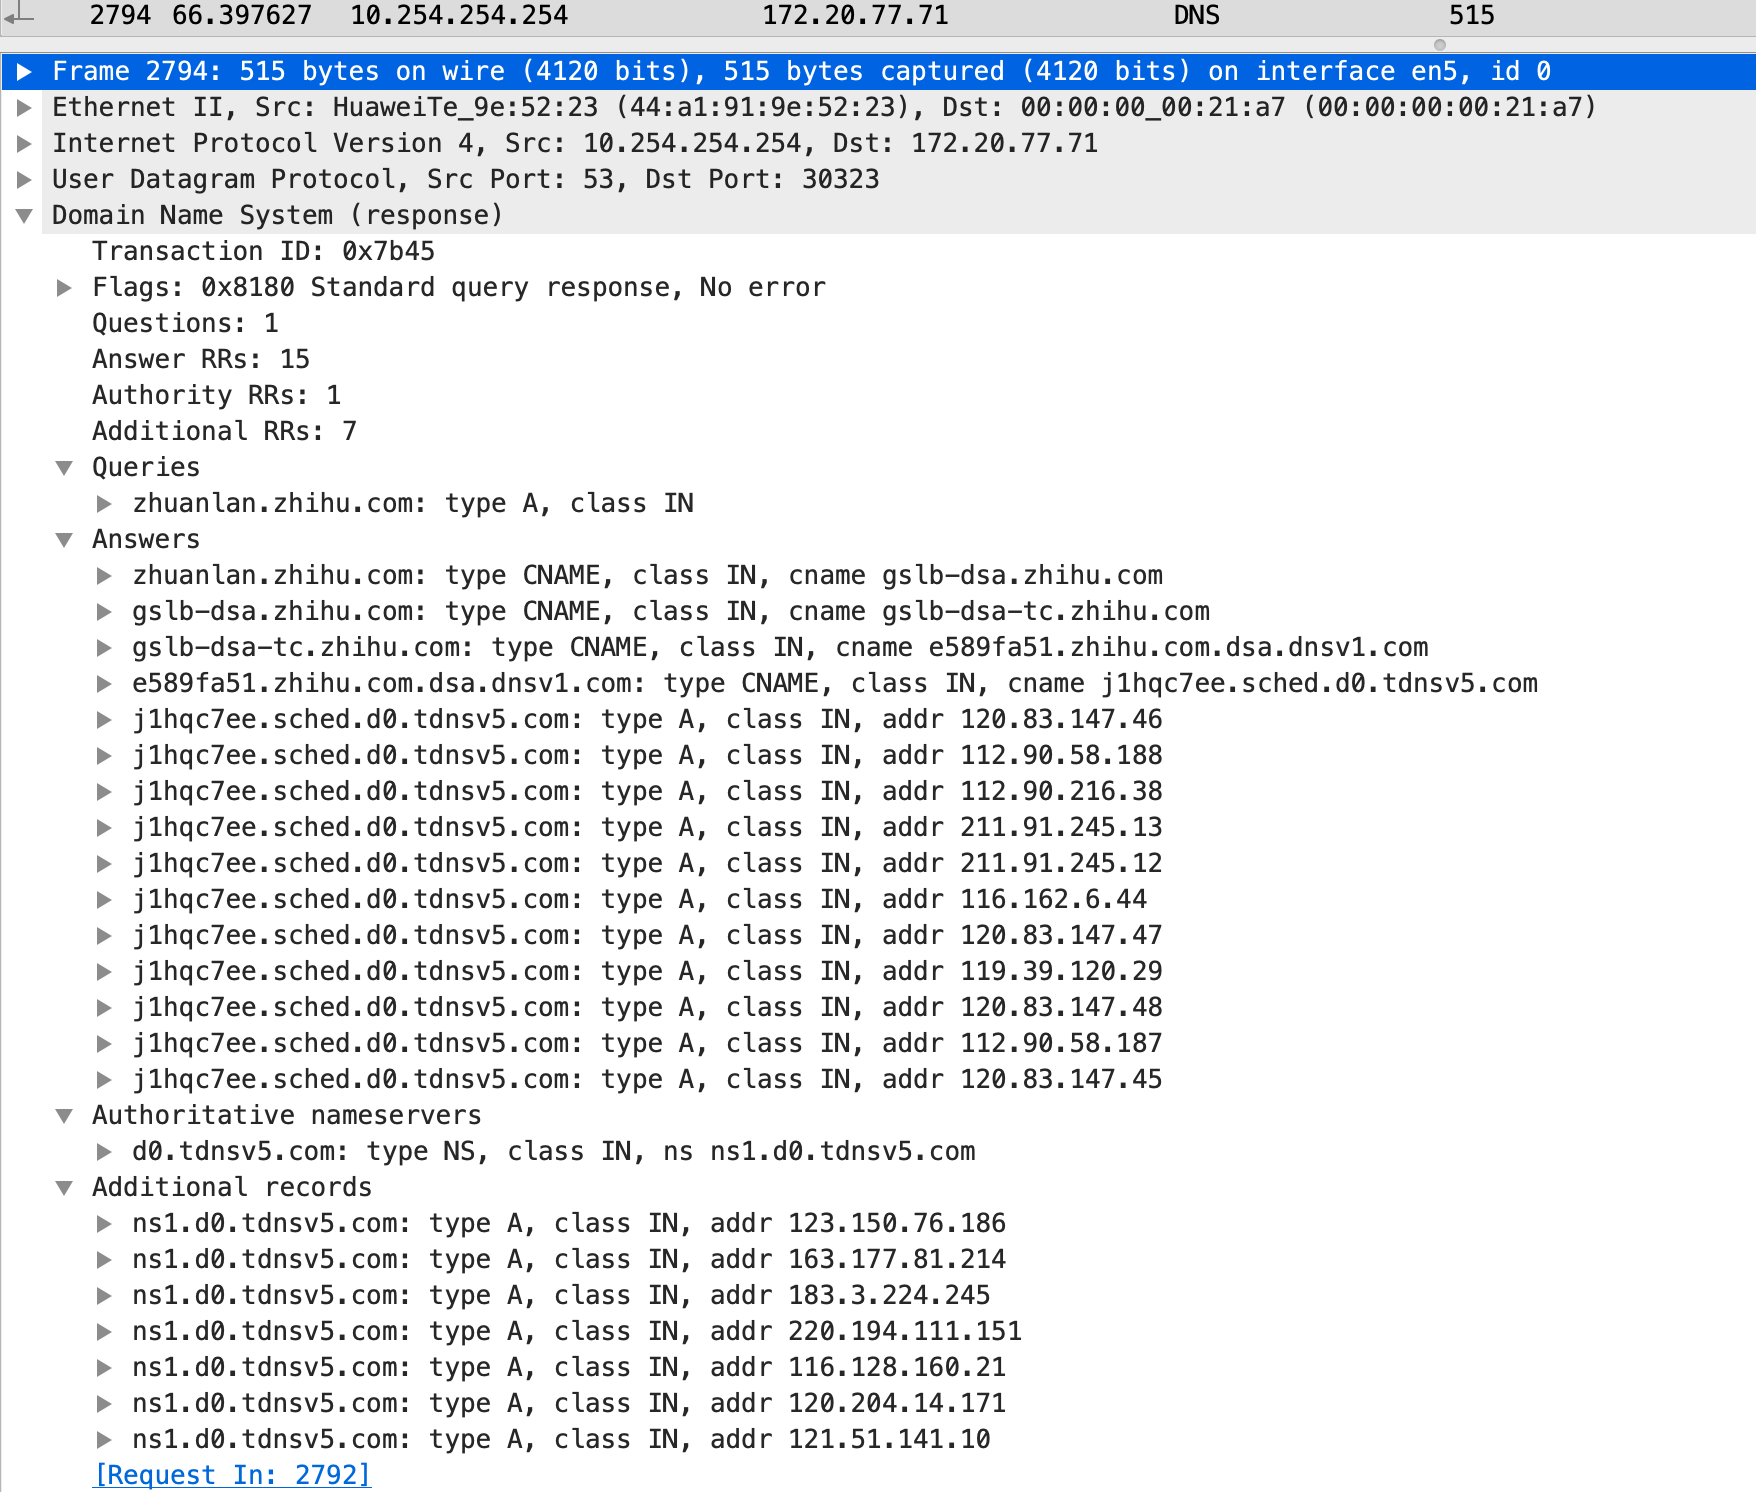 2794 66.397627 10.254.254.254 172.20.77.71 DNS 515
Frame 2794: 515 bytes on wire (4120 bits), 515 bytes captured (4120 bits) on interface en5, id 0
Ethernet II, Src: HuaweiTe_9e:52:23 (44:a1:91:9e:52:23), Dst: 00:00:00_00:21:a7 (00:00:00:00:21:a7)
Internet Protocol Version 4, Src: 10.254.254.254, Dst: 172.20.77.71
User Datagram Protocol, Src Port: 53, Dst Port: 30323
Domain Name System (response)
Transaction ID: 0x7b45
Flags: 0x8180 Standard query response, No error
Questions: 1
Answer RRs: 15
Authority RRs: 1
Additional RRs: 7
Queries
zhuanlan.zhihu.com: type A, class IN
Answers
zhuanlan.zhihu.com: type CNAME, class IN, cname gslb-dsa.zhihu.com
gslb-dsa.zhihu.com: type CNAME, class IN, cname gslb-dsa-tc.zhihu.com
gslb-dsa-tc.zhihu.com: type CNAME, class IN, cname e589fa51.zhihu.com.dsa.dnsv1.com
e589fa51.zhihu.com.dsa.dnsv1.com: type CNAME, class IN, cname j1hqc7ee.sched.d0.tdnsv5.com
j1hqc7ee.sched.d0.tdnsv5.com: type A, class IN, addr 120.83.147.46
j1hqc7ee.sched.d0.tdnsv5.com: type A, class IN, addr 112.90.58.188
j1hqc7ee.sched.d0.tdnsv5.com: type A, class IN, addr 112.90.216.38
j1hqc7ee.sched.d0.tdnsv5.com: type A, class IN, addr 211.91.245.13
j1hqc7ee.sched.d0.tdnsv5.com: type A, class IN, addr 211.91.245.12
j1hqc7ee.sched.d0.tdnsv5.com: type A, class IN, addr 116.162.6.44
j1hqc7ee.sched.d0.tdnsv5.com: type A, class IN, addr 120.83.147.47
j1hqc7ee.sched.d0.tdnsv5.com: type A, class IN, addr 119.39.120.29
j1hqc7ee.sched.d0.tdnsv5.com: type A, class IN, addr 120.83.147.48
j1hqc7ee.sched.d0.tdnsv5.com: type A, class IN, addr 112.90.58.187
j1hqc7ee.sched.d0.tdnsv5.com: type A, class IN, addr 120.83.147.45
Authoritative nameservers
d0.tdnsv5.com: type NS, class IN, ns ns1.d0.tdnsv5.com
Additional records
ns1.d0.tdnsv5.com: type A, class IN, addr 123.150.76.186
ns1.d0.tdnsv5.com: type A, class IN, addr 163.177.81.214
ns1.d0.tdnsv5.com: type A, class IN, addr 183.3.224.245
ns1.d0.tdnsv5.com: type A, class IN, addr 220.194.111.151
ns1.d0.tdnsv5.com: type A, class IN, addr 116.128.160.21
ns1.d0.tdnsv5.com: type A, class IN, addr 120.204.14.171
ns1.d0.tdnsv5.com: type A, class IN, addr 121.51.141.10
[Request In: 2792]